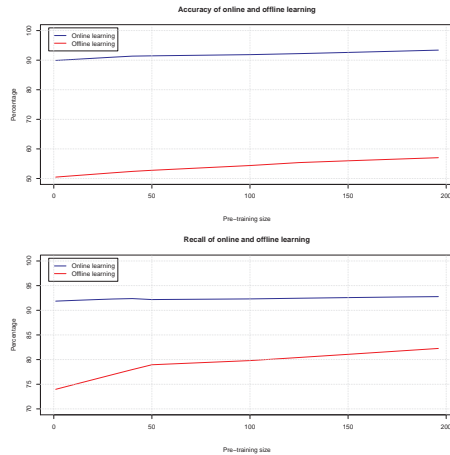 Accuracy of online and offline learning
Online learning
Offline learning
100
90
80
70
60
50
Percentage
0 50 100 150 200
Pre−training size
Recall of online and offline learning
Online learning
Offline learning
100
95
90
85
80
75
70
Percentage
0 50 100 150 200
Pre−training size